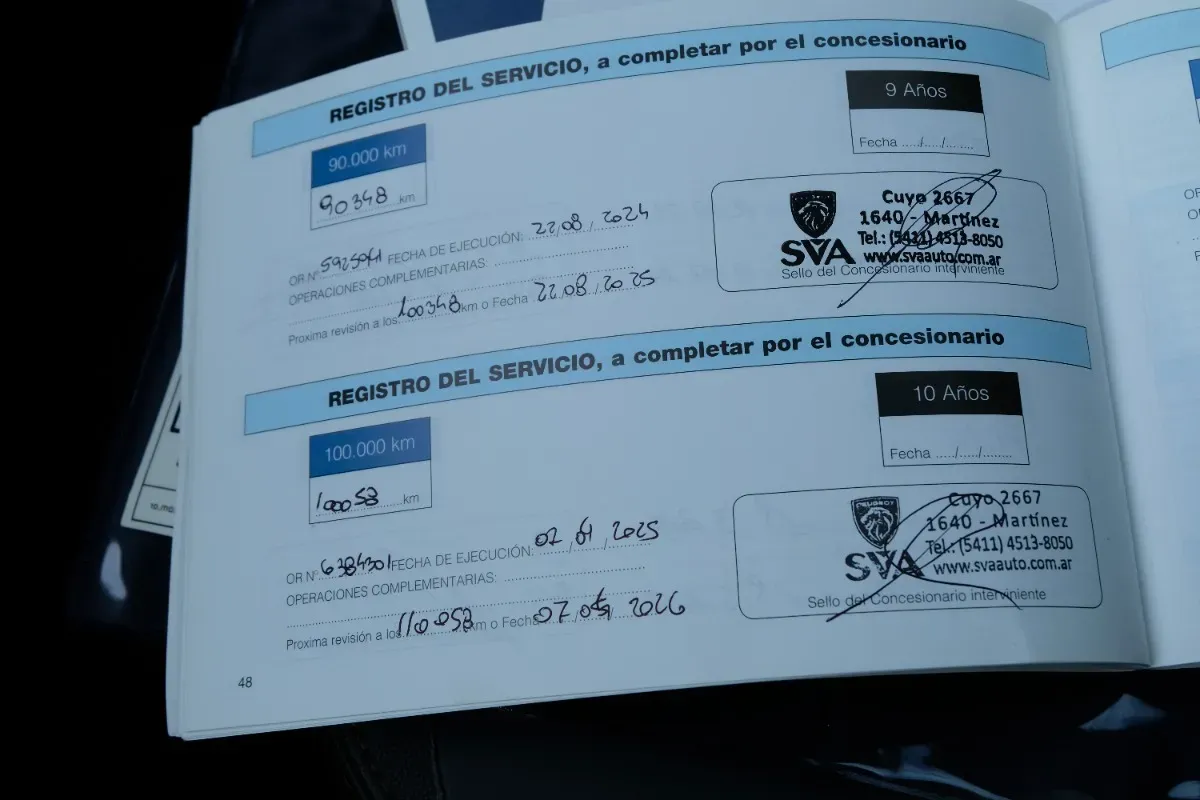 REGISTRO DEL SERVICIO, a completar por el concesionario
90.000 km
90348 km
9 Años
Fecha ...../...../... ....
OR Nº FECHA DE EJECUCIÓN: 22,08,2024
OPERACIONES COMPLEMENTARIAS:
Proxima revisión a los 100348 km o Fecha 22,08,2025
SVA
Cuyo 2667
1640 - Martínez
Tel.: (5411) 4513-8050
www.svaauto.com.ar
Sello del Concesionario interviniente
REGISTRO DEL SERVICIO, a completar por el concesionario
100.000 km
100058 km
10 Años
Fecha ...../...../........
OR Nº FECHA DE EJECUCIÓN: 2025
OPERACIONES COMPLEMENTARIAS:
Proxima revisión a los 110058 km o Fecha 07 2026
PEUGEOT
SVA
Cuyo 2667
1640 - Martínez
Tel.: (5411) 4513-8050
www.svaauto.com.ar
Sello del Concesionario interviniente
48